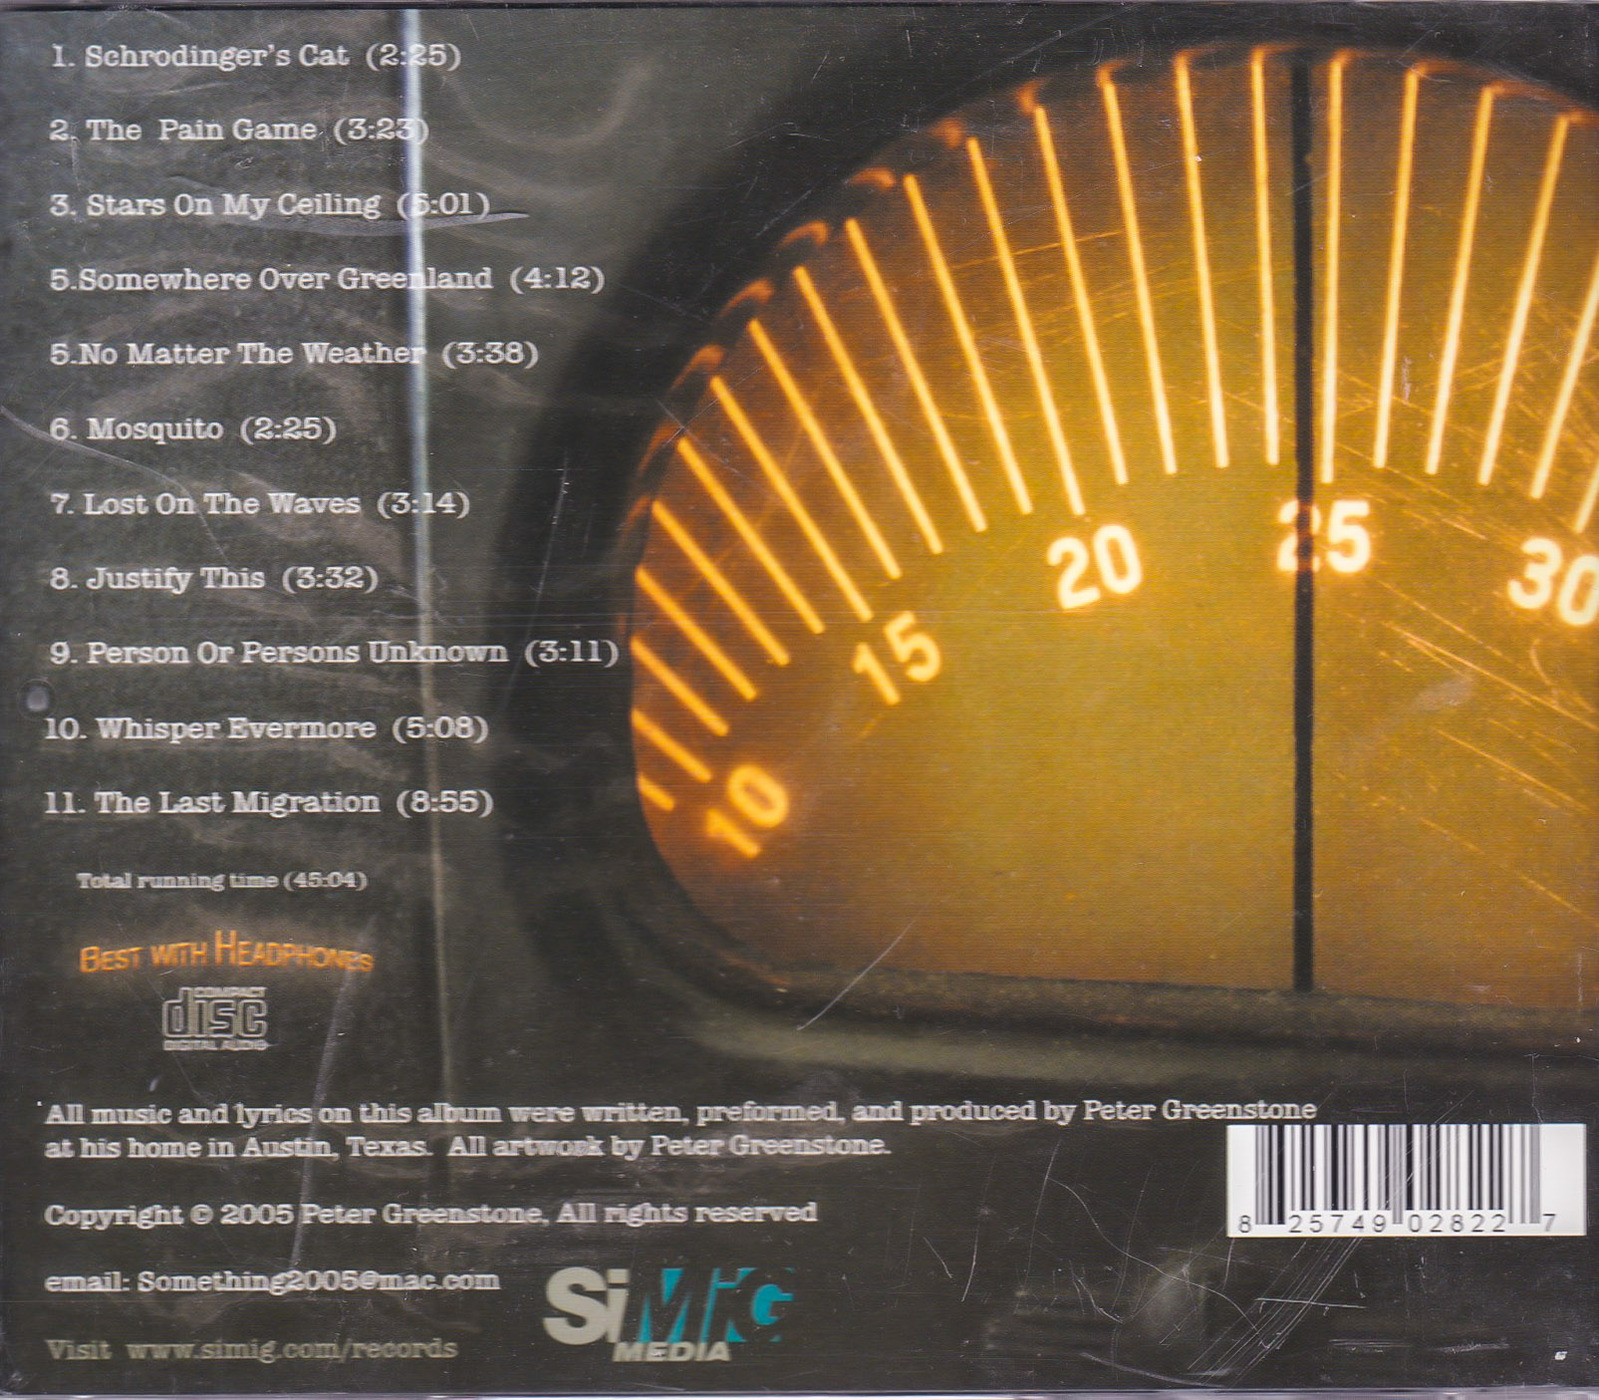 1. Schrodinger's Cat (2:25)
2. The Pain Game (3:23)
3. Stars On My Ceiling (5:01)
5.Somewhere Over Greenland (4:12)
5.No Matter The Weather (3:38)
6. Mosquito (2:25)
7. Lost On The Waves (3:14)
8. Justify This (3:32)
9. Person Or Persons Unknown (3:11)
10. Whisper Evermore (5:08)
11. The Last Migration (8:55)
Total running time (45:04)
BEST WITH HEADPHONES
COMPACT
disc
DIGITAL AUDIO
10
15
20
25
30
All music and lyrics on this album were written, preformed, and produced by Peter Greenstone
at his home in Austin, Texas. All artwork by Peter Greenstone.
Copyright © 2005 Peter Greenstone, All rights reserved
email: Something2005@mac.com
Visit www.simig.com/records
SiMiG
MEDIA
8 25749 02822 7